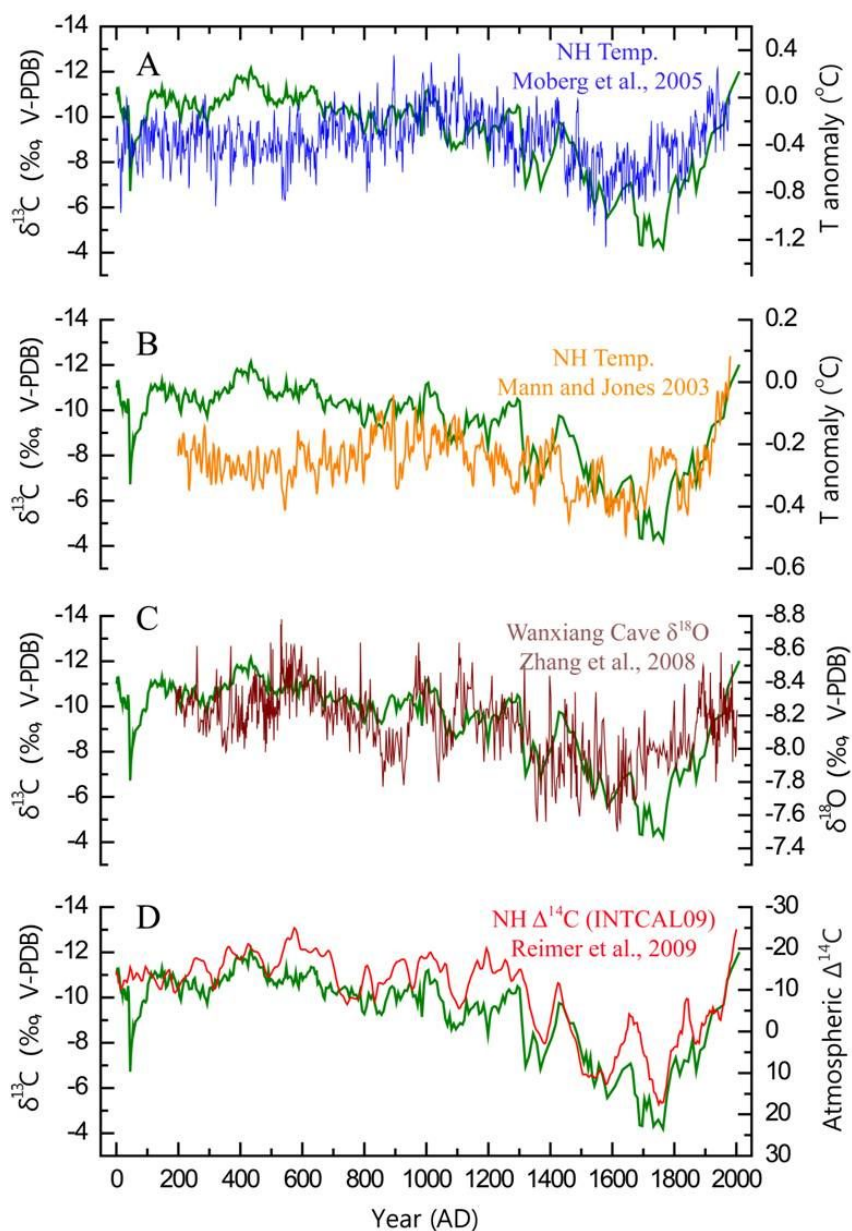 A
NH Temp.
Moberg et al., 2005
-14
-12
-10
-8
-6
-4
δ¹³C (‰, V-PDB)
0.4
0.0
-0.4
-0.8
-1.2
T anomaly (°C)
B
NH Temp.
Mann and Jones 2003
-14
-12
-10
-8
-6
-4
δ¹³C (‰, V-PDB)
0.2
0.0
-0.2
-0.4
-0.6
T anomaly (°C)
C
Wanxiang Cave δ¹⁸O
Zhang et al., 2008
-14
-12
-10
-8
-6
-4
δ¹³C (‰, V-PDB)
-8.8
-8.6
-8.4
-8.2
-8.0
-7.8
-7.6
-7.4
δ¹⁸O (‰, V-PDB)
D
NH Δ¹⁴C (INTCAL09)
Reimer et al., 2009
-14
-12
-10
-8
-6
-4
δ¹³C (‰, V-PDB)
-30
-20
-10
0
10
20
30
Atmospheric Δ¹⁴C
0 200 400 600 800 1000 1200 1400 1600 1800 2000
Year (AD)